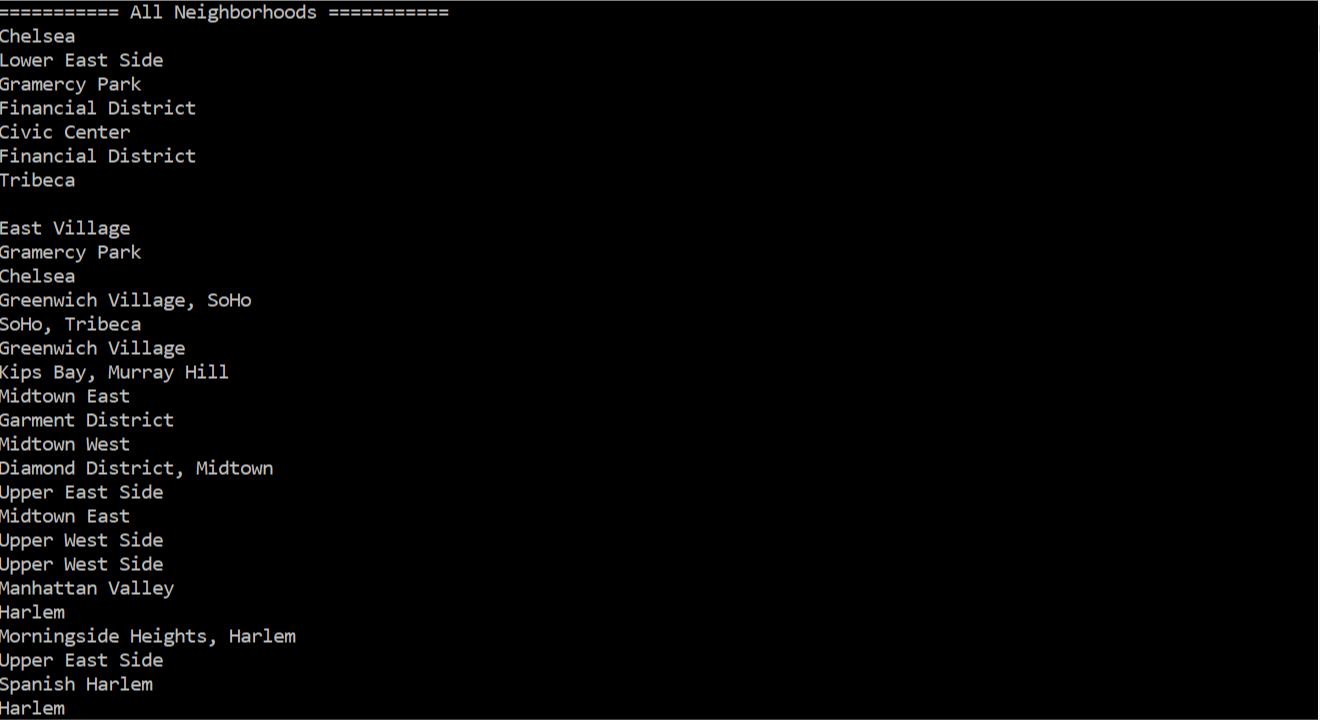 =========== All Neighborhoods ===========
Chelsea
Lower East Side
Gramercy Park
Financial District
Civic Center
Financial District
Tribeca

East Village
Gramercy Park
Chelsea
Greenwich Village, SoHo
SoHo, Tribeca
Greenwich Village
Kips Bay, Murray Hill
Midtown East
Garment District
Midtown West
Diamond District, Midtown
Upper East Side
Midtown East
Upper West Side
Upper West Side
Manhattan Valley
Harlem
Morningside Heights, Harlem
Upper East Side
Spanish Harlem
Harlem